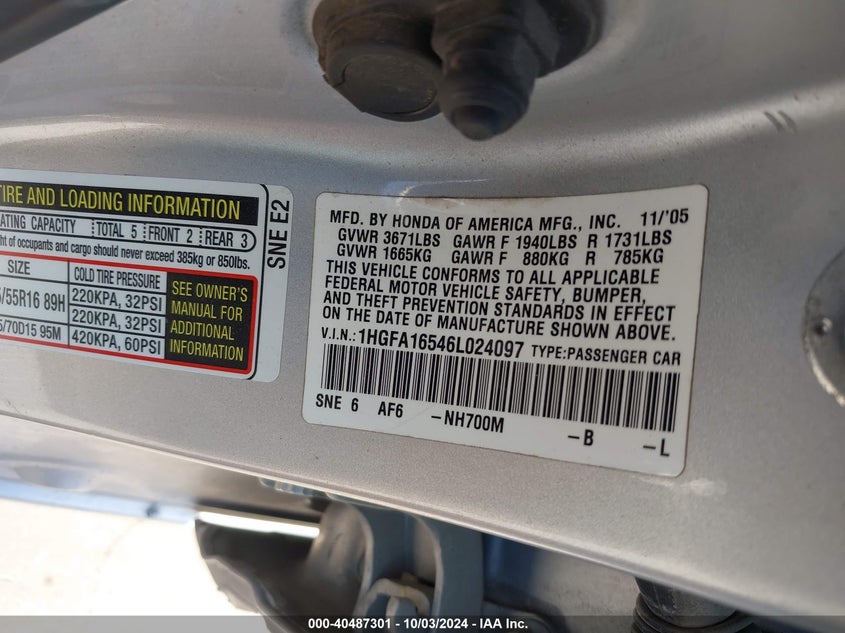 TIRE AND LOADING INFORMATION
ATING CAPACITY TOTAL 5 FRONT 2 REAR 3
ht of occupants and cargo should never exceed 385kg or 850lbs.
SIZE COLD TIRE PRESSURE
/55R16 89H 220KPA, 32PSI
220KPA, 32PSI
5/70D15 95M 420KPA, 60PSI
SEE OWNER'S
MANUAL FOR
ADDITIONAL
INFORMATION
SNE E2
MFD. BY HONDA OF AMERICA MFG., INC. 11/'05
GVWR 3671LBS GAWR F 1940LBS R 1731LBS
GVWR 1665KG GAWR F 880KG R 785KG
THIS VEHICLE CONFORMS TO ALL APPLICABLE
FEDERAL MOTOR VEHICLE SAFETY, BUMPER,
AND THEFT PREVENTION STANDARDS IN EFFECT
ON THE DATE OF MANUFACTURE SHOWN ABOVE.
V.I.N.: 1HGFA16546L024097 TYPE:PASSENGER CAR
SNE 6 AF6 -NH700M -B -L
000-40487301 - 10/03/2024 - IAA Inc.